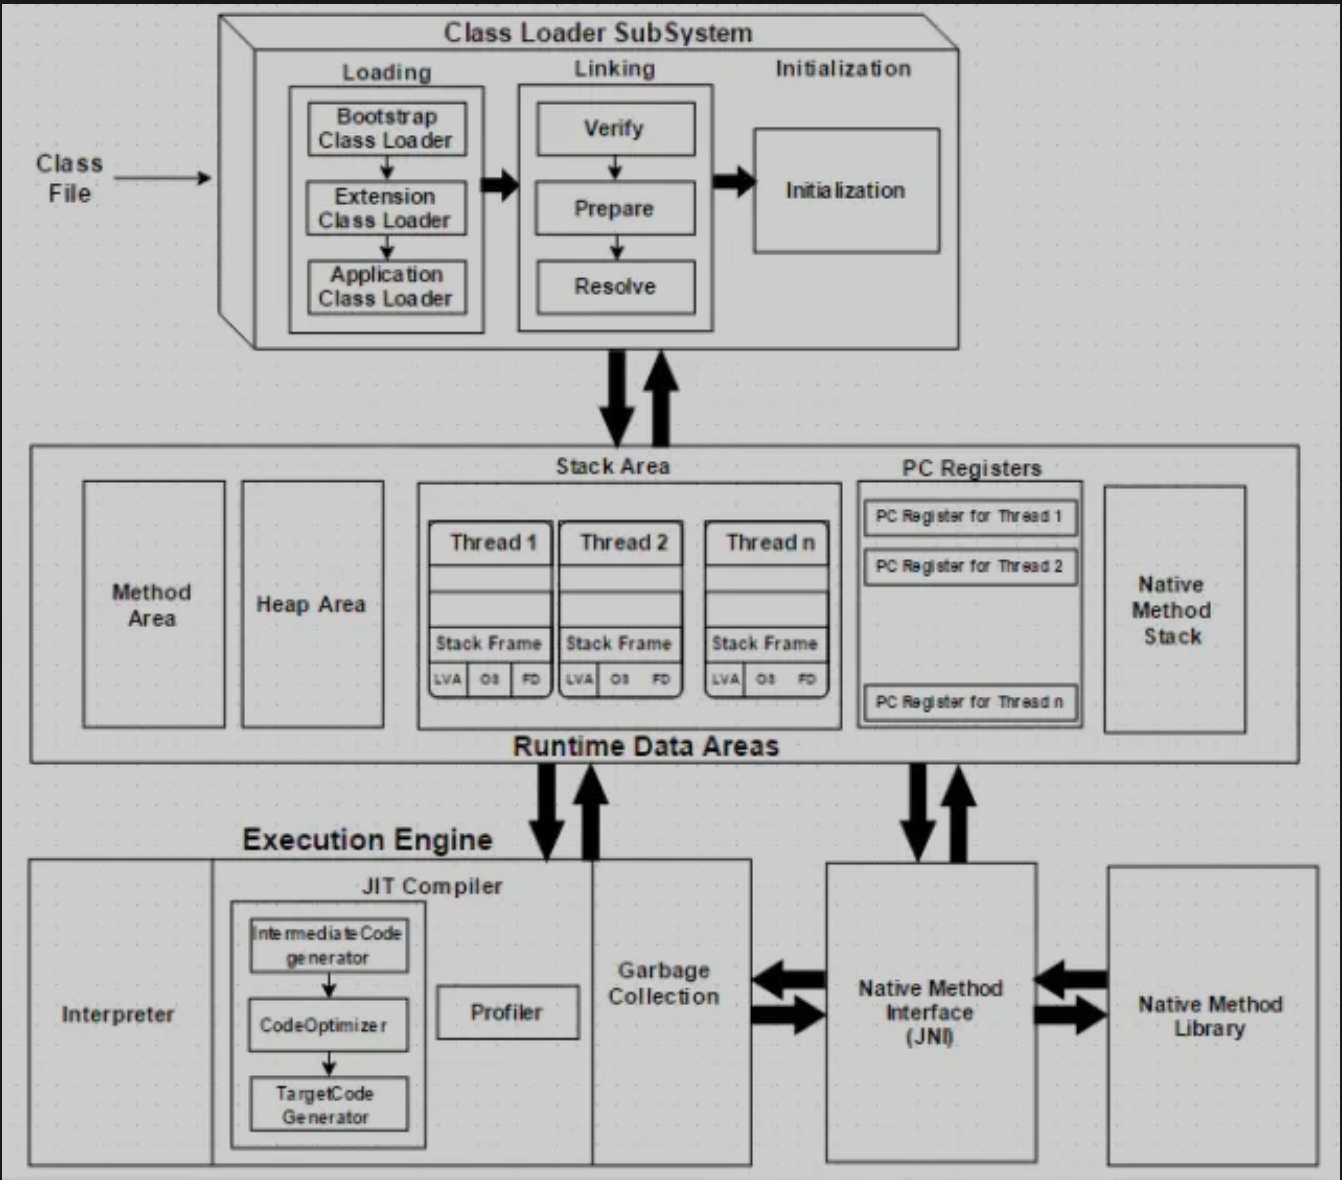 Class Loader SubSystem
Loading
Linking
Initialization
Class
File
Bootstrap
Class Loader
Extension
Class Loader
Application
Class Loader
Verify
Prepare
Resolve
Initialization
Stack Area
PC Registers
Method
Area
Heap Area
Thread 1
Stack Frame
LVA OS FD
Thread 2
Stack Frame
LVA OS FD
Thread n
Stack Frame
LVA OS FD
PC Register for Thread 1
PC Register for Thread 2
PC Register for Thread n
Native
Method
Stack
Runtime Data Areas
Execution Engine
Interpreter
JIT Compiler
IntermediateCode
generator
CodeOptimizer
TargetCode
Generator
Profiler
Garbage
Collection
Native Method
Interface
(JNI)
Native Method
Library